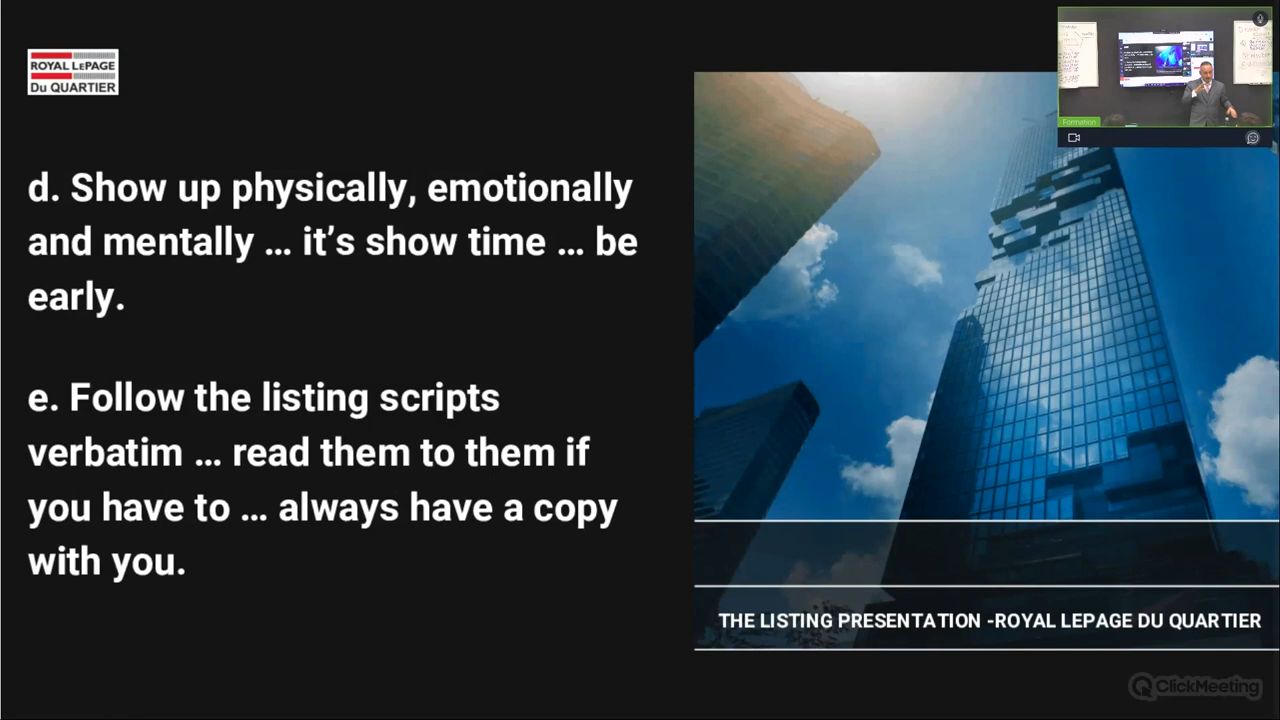 ROYAL LEPAGE
DU QUARTIER
d. Show up physically, emotionally
and mentally ... it’s show time ... be
early.
e. Follow the listing scripts
verbatim ... read them to them if
you have to ... always have a copy
with you.
Formation
THE LISTING PRESENTATION -ROYAL LEPAGE DU QUARTIER
ClickMeeting